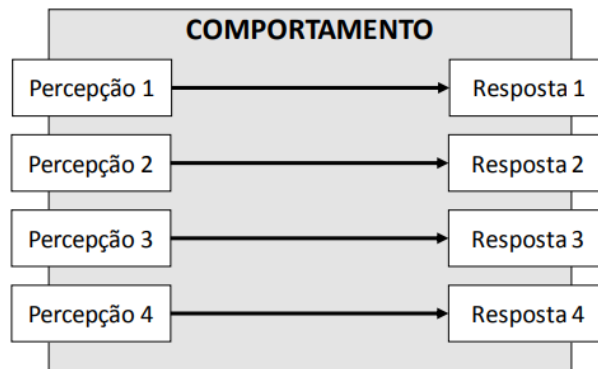 COMPORTAMENTO
Percepção 1 Resposta 1
Percepção 2 Resposta 2
Percepção 3 Resposta 3
Percepção 4 Resposta 4